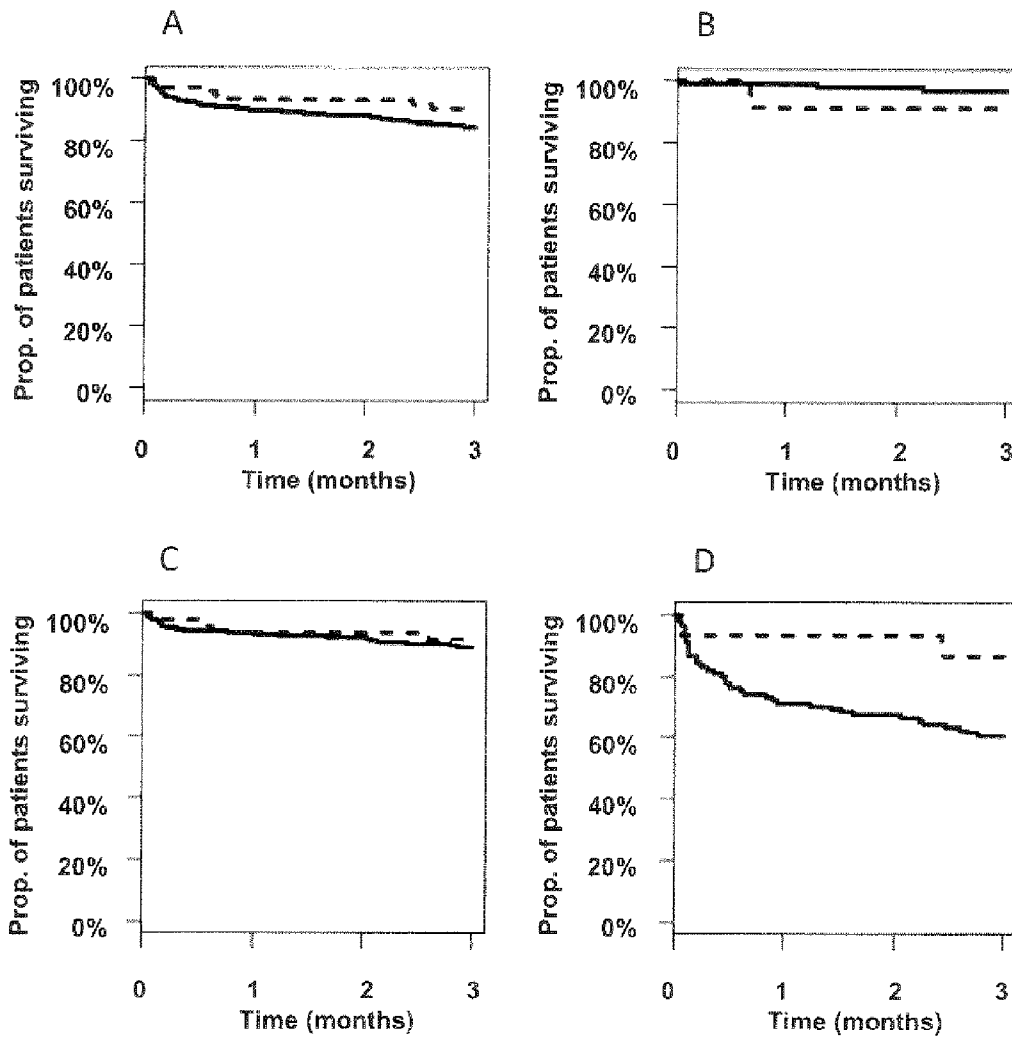 A
Prop. of patients surviving
100%
80%
60%
40%
20%
0%
0 1 2 3
Time (months)
B
Prop. of patients surviving
100%
80%
60%
40%
20%
0%
0 1 2 3
Time (months)
C
Prop. of patients surviving
100%
80%
60%
40%
20%
0%
0 1 2 3
Time (months)
D
Prop. of patients surviving
100%
80%
60%
40%
20%
0%
0 1 2 3
Time (months)